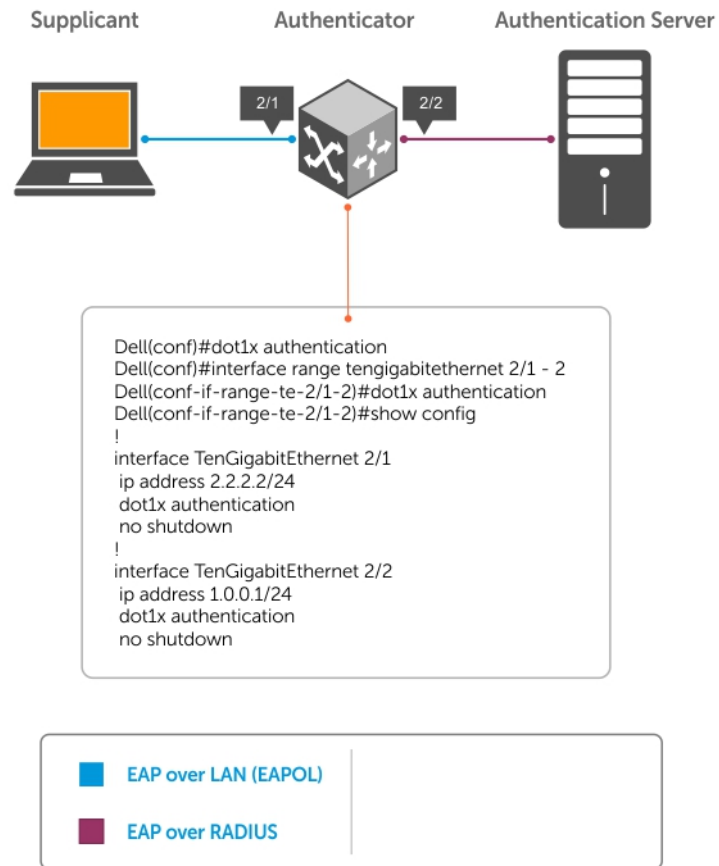 Supplicant
Authenticator
Authentication Server
2/1
2/2
Dell(conf)#dot1x authentication
Dell(conf)#interface range tengigabitethernet 2/1 - 2
Dell(conf-if-range-te-2/1-2)#dot1x authentication
Dell(conf-if-range-te-2/1-2)#show config
!
interface TenGigabitEthernet 2/1
ip address 2.2.2.2/24
dot1x authentication
no shutdown
!
interface TenGigabitEthernet 2/2
ip address 1.0.0.1/24
dot1x authentication
no shutdown
EAP over LAN (EAPOL)
EAP over RADIUS